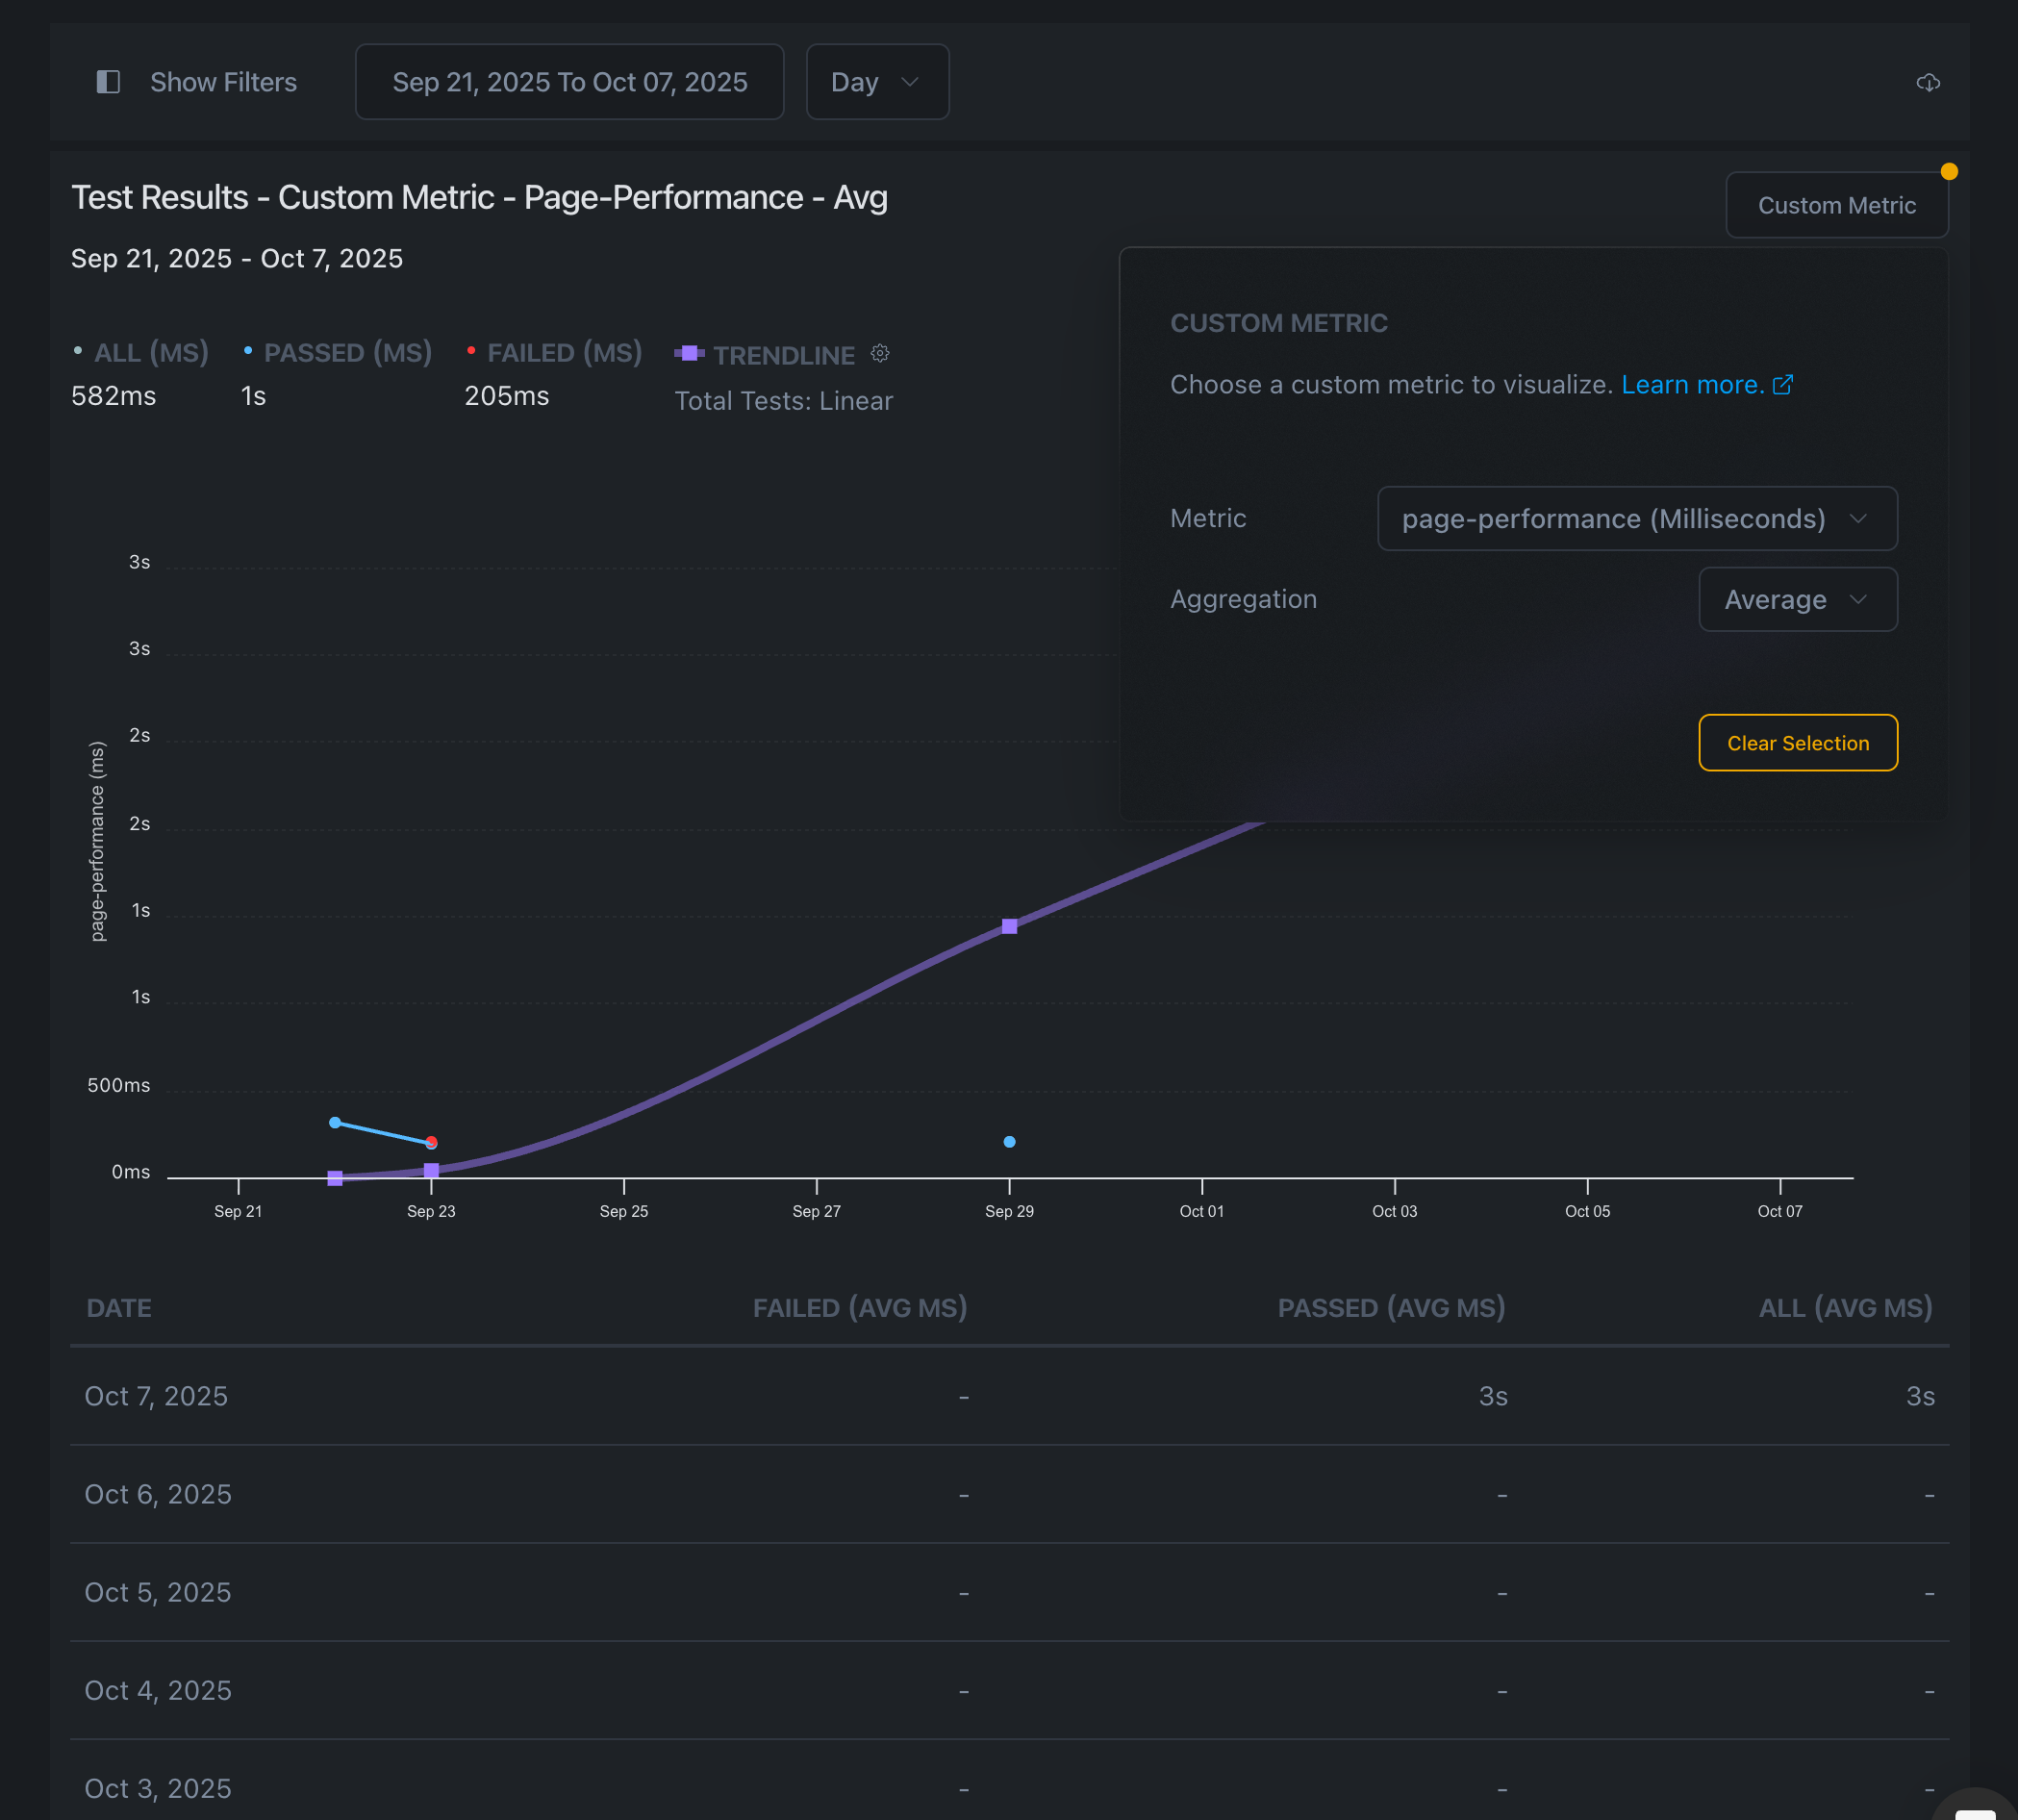 Show Filters
Sep 21, 2025 To Oct 07, 2025
Day
Test Results - Custom Metric - Page-Performance - Avg
Custom Metric
Sep 21, 2025 - Oct 7, 2025
ALL (MS)
582ms
PASSED (MS)
1s
FAILED (MS)
205ms
TRENDLINE
Total Tests: Linear
CUSTOM METRIC
Choose a custom metric to visualize. Learn more.
Metric
page-performance (Milliseconds)
Aggregation
Average
Clear Selection
page-performance (ms)
3s
3s
2s
2s
1s
1s
500ms
0ms
Sep 21
Sep 23
Sep 25
Sep 27
Sep 29
Oct 01
Oct 03
Oct 05
Oct 07
DATE FAILED (AVG MS) PASSED (AVG MS) ALL (AVG MS)
Oct 7, 2025 - 3s 3s
Oct 6, 2025 - - -
Oct 5, 2025 - - -
Oct 4, 2025 - - -
Oct 3, 2025 - - -